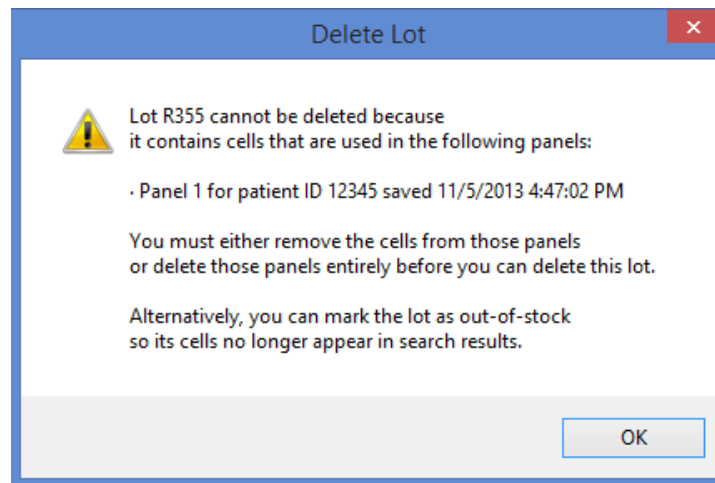 Delete Lot
Lot R355 cannot be deleted because
it contains cells that are used in the following panels:
· Panel 1 for patient ID 12345 saved 11/5/2013 4:47:02 PM
You must either remove the cells from those panels
or delete those panels entirely before you can delete this lot.
Alternatively, you can mark the lot as out-of-stock
so its cells no longer appear in search results.
OK